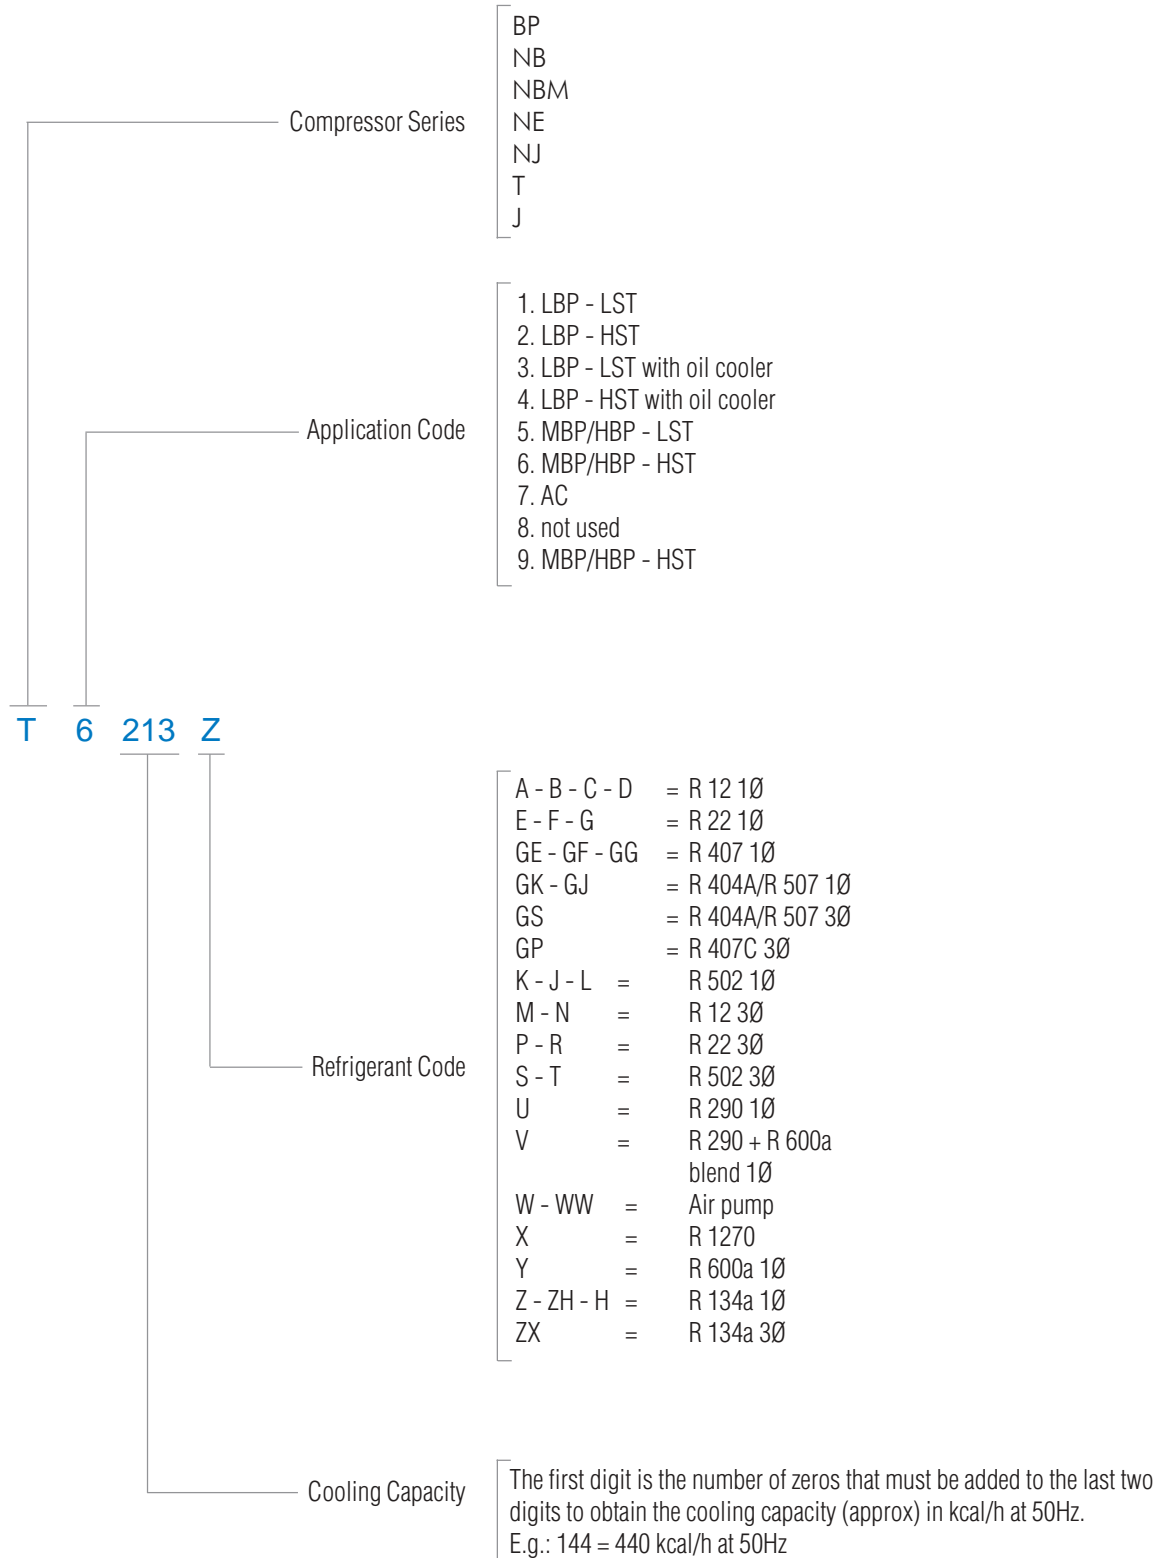 BP
NB
NBM
Compressor Series NE
NJ
T
J
1. LBP - LST
2. LBP - HST
3. LBP - LST with oil cooler
4. LBP - HST with oil cooler
Application Code 5. MBP/HBP - LST
6. MBP/HBP - HST
7. AC
8. not used
9. MBP/HBP - HST
T 6 213 Z
A - B - C - D = R 12 1Ø
E - F - G = R 22 1Ø
GE - GF - GG = R 407 1Ø
GK - GJ = R 404A/R 507 1Ø
GS = R 404A/R 507 3Ø
GP = R 407C 3Ø
K - J - L = R 502 1Ø
M - N = R 12 3Ø
P - R = R 22 3Ø
Refrigerant Code S - T = R 502 3Ø
U = R 290 1Ø
V = R 290 + R 600a
blend 1Ø
W - WW = Air pump
X = R 1270
Y = R 600a 1Ø
Z - ZH - H = R 134a 1Ø
ZX = R 134a 3Ø
Cooling Capacity The first digit is the number of zeros that must be added to the last two
digits to obtain the cooling capacity (approx) in kcal/h at 50Hz.
E.g.: 144 = 440 kcal/h at 50Hz